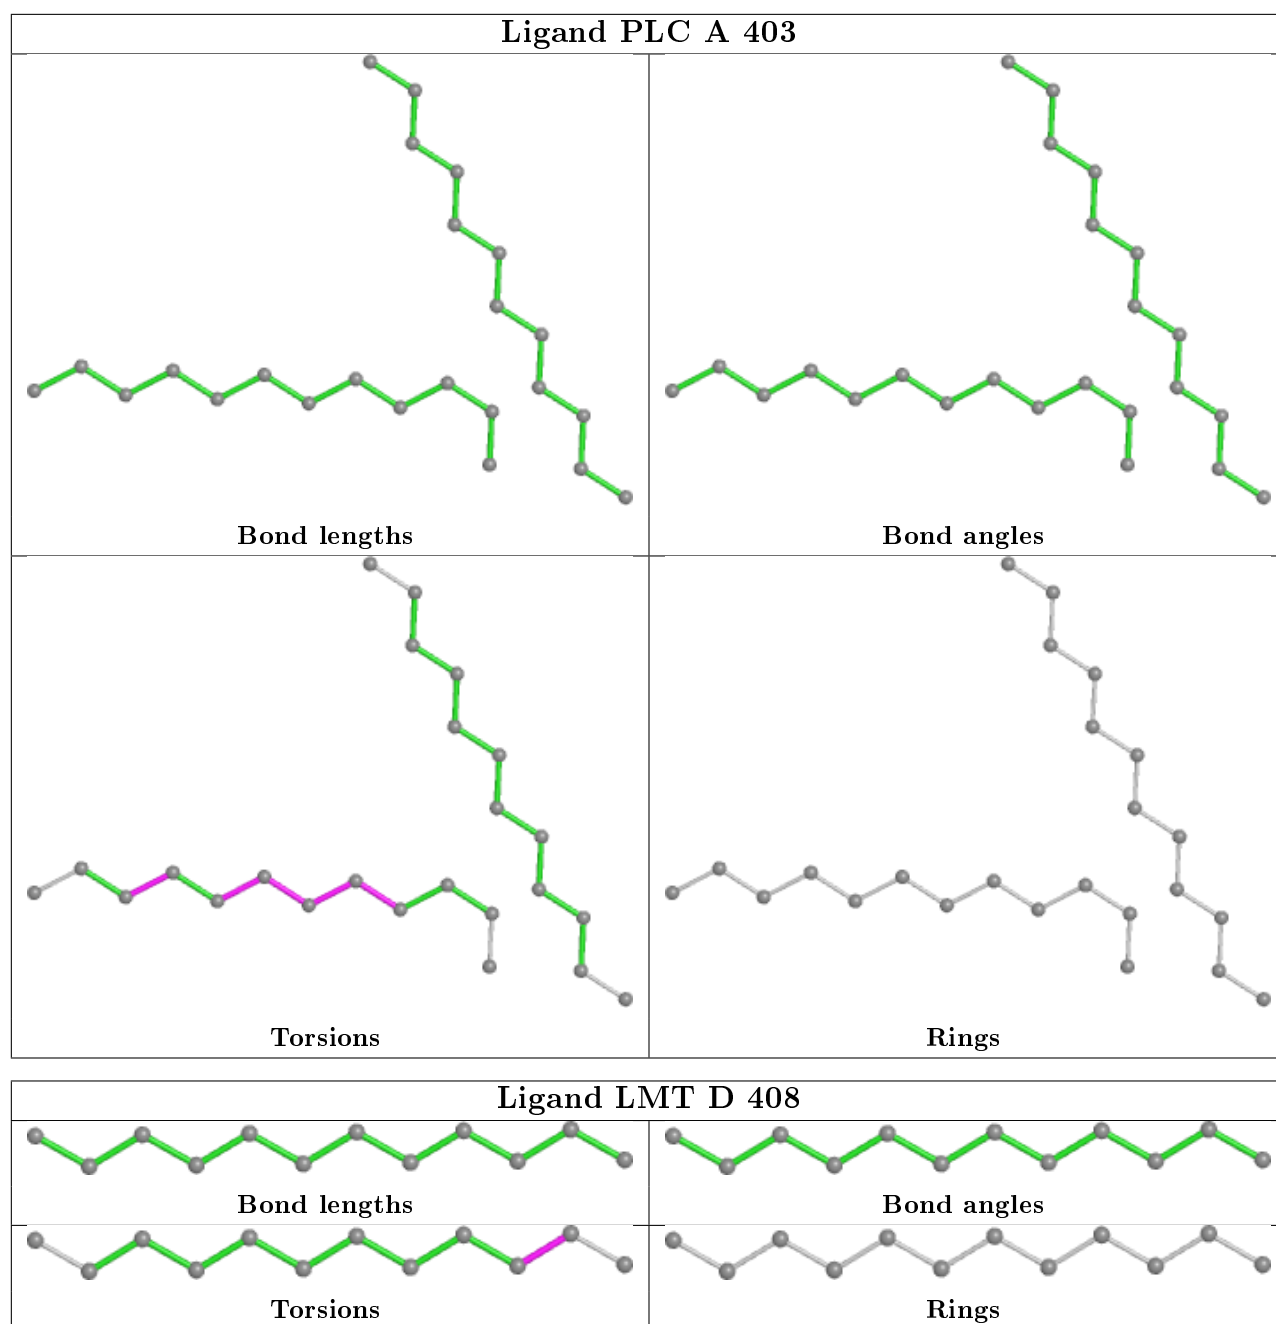 Ligand PLC A 403
Bond lengths
Bond angles
Torsions
Rings
Ligand LMT D 408
Bond lengths
Bond angles
Torsions
Rings